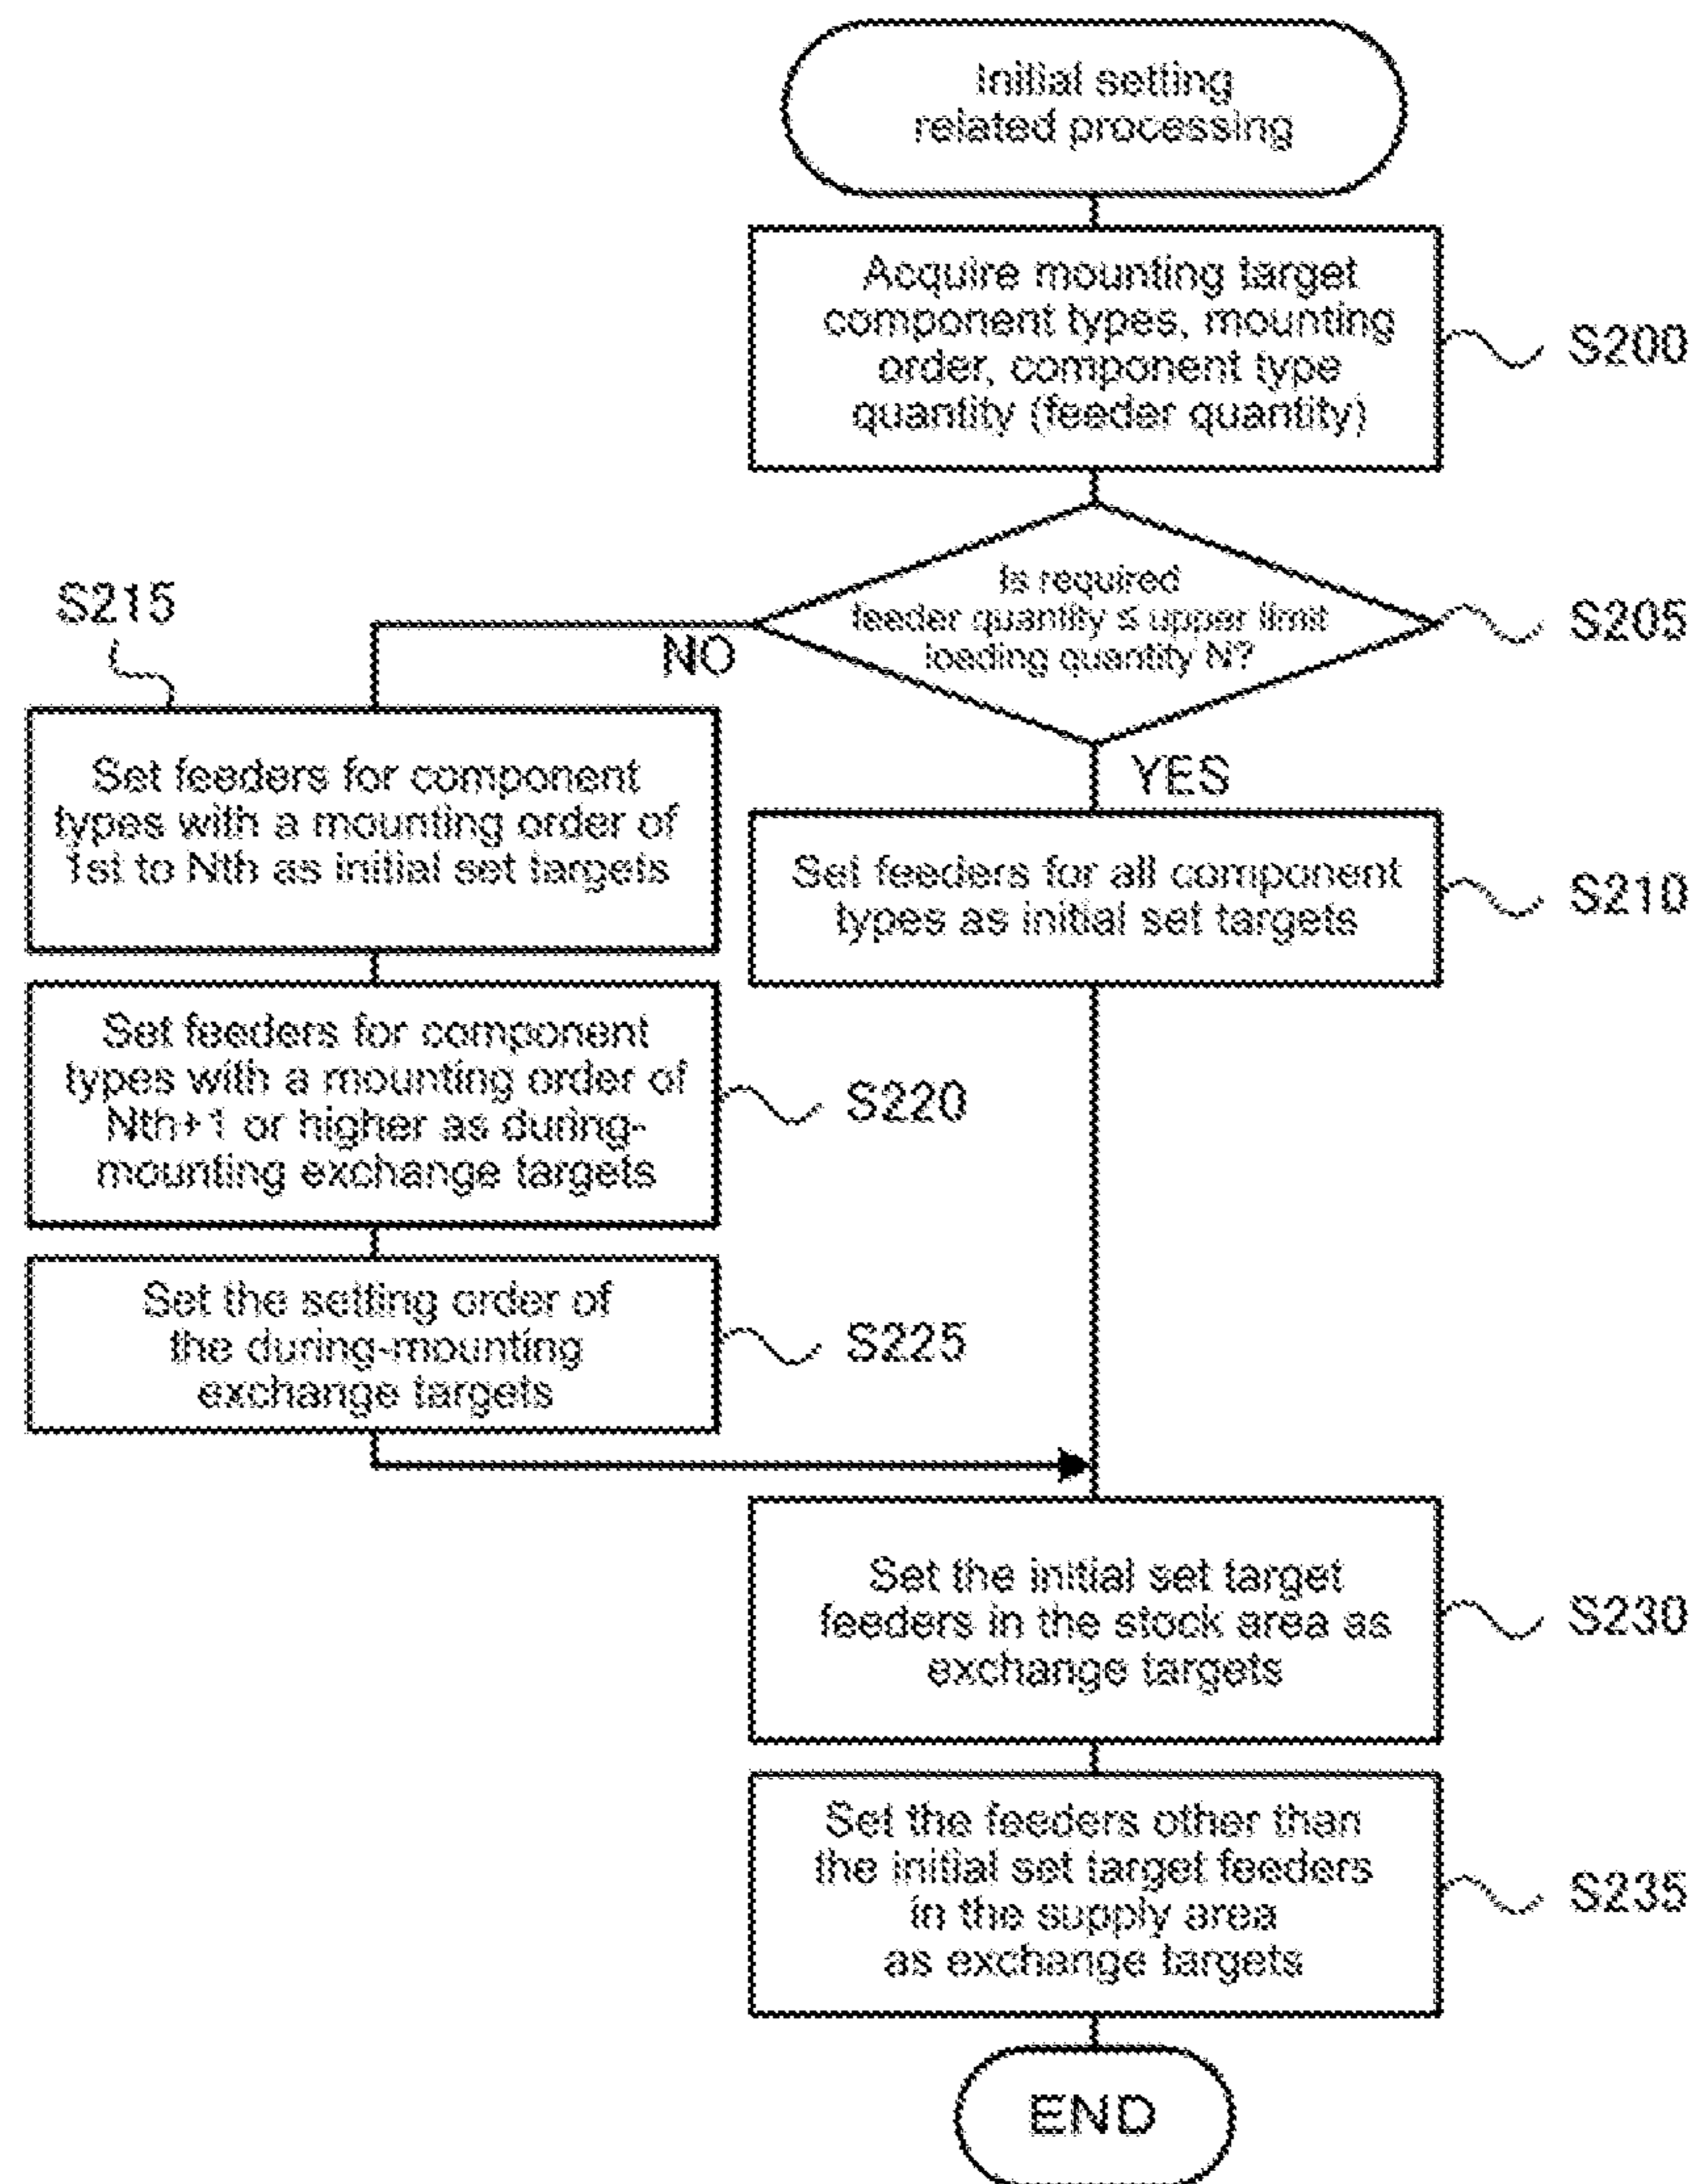 Initial setting
related processing
Acquire mounting target
component types, mounting
order, component type
quantity (feeder quantity)
S200
Is required
feeder quantity ≤ upper limit
loading quantity N?
S205
NO
YES
S215
Set feeders for component
types with a mounting order of
1st to Nth as initial set targets
Set feeders for all component
types as initial set targets
S210
Set feeders for component
types with a mounting order of
Nth+1 or higher as during-
mounting exchange targets
S220
Set the setting order of
the during-mounting
exchange targets
S225
Set the initial set target
feeders in the stock area as
exchange targets
S230
Set the feeders other than
the initial set target feeders
in the supply area
as exchange targets
S235
END